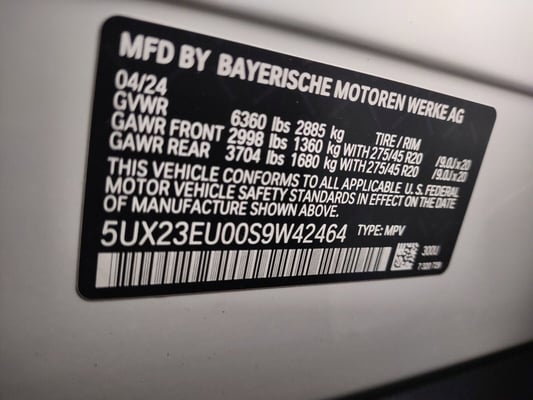 MFD BY BAYERISCHE MOTOREN WERKE AG
04/24
GVWR 6360 lbs 2885 kg TIRE / RIM
GAWR FRONT 2998 lbs 1360 kg WITH 275/45 R20 /9.0Jx20
GAWR REAR 3704 lbs 1680 kg WITH 275/45 R20 /9.0Jx20
THIS VEHICLE CONFORMS TO ALL APPLICABLE U.S. FEDERAL
MOTOR VEHICLE SAFETY STANDARDS IN EFFECT ON THE DATE
OF MANUFACTURE SHOWN ABOVE.
5UX23EU00S9W42464 TYPE: MPV
300U